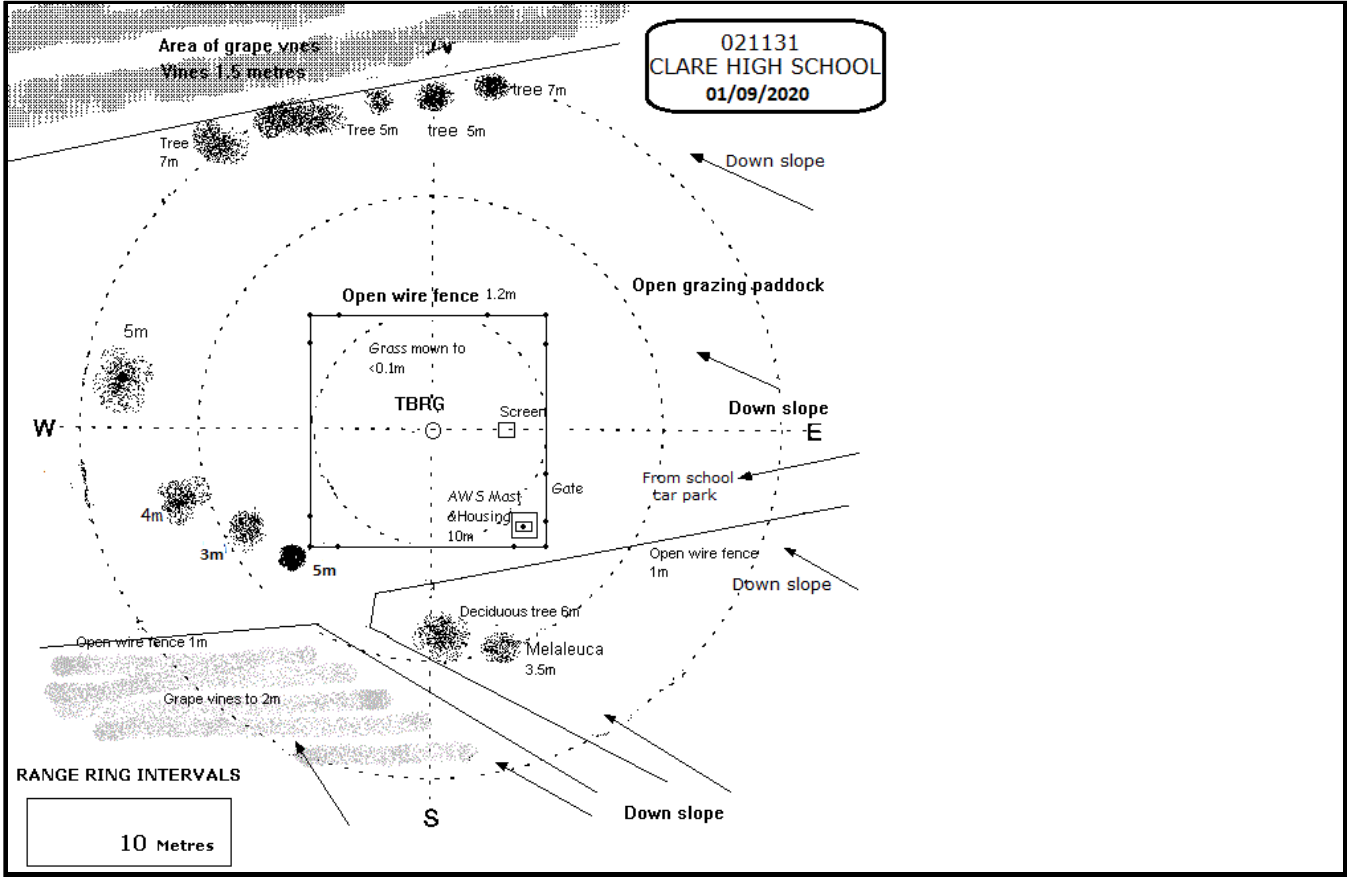 021131
CLARE HIGH SCHOOL
01/09/2020
Area of grape vnes
Vines 1.5 metres
tree 7m
Tree 5m
tree 5m
Tree
7m
Down slope
Open grazing paddock
Open wire fence 1.2m
5m
Grass mown to
<0.1m
Down slope
TBRG
Screen
W
E
From school
car park
Gate
AWS Mast
&Housing
10m
4m
3m
5m
Open wire fence
1m
Down slope
Deciduous tree 6m
Melaleuca
3.5m
Open wire fence 1m
Grape vines to 2m
RANGE RING INTERVALS
10 Metres
S
Down slope